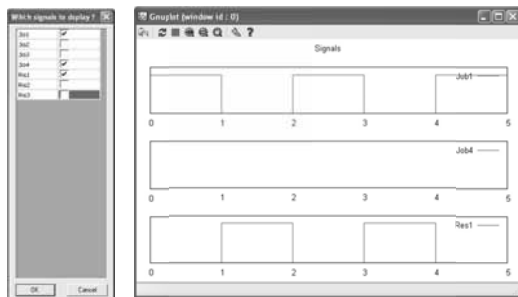 Which signals to display ?
Job1
Job2
Job3
Job4
Res1
Res2
Res3
OK
Cancel
Gnuplot (window id : 0)
Signals
Job1
0 1 2 3 4 5
Job4
0 1 2 3 4 5
Res1
0 1 2 3 4 5